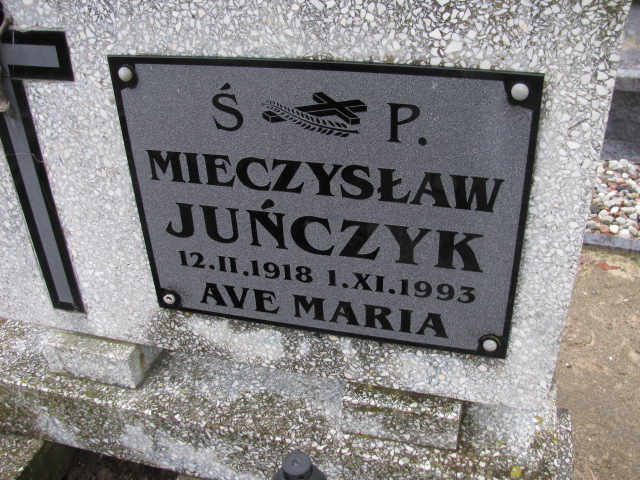 Ś P.
MIECZYSŁAW
JUŃCZYK
12.II.1918 1.XI.1993
AVE MARIA